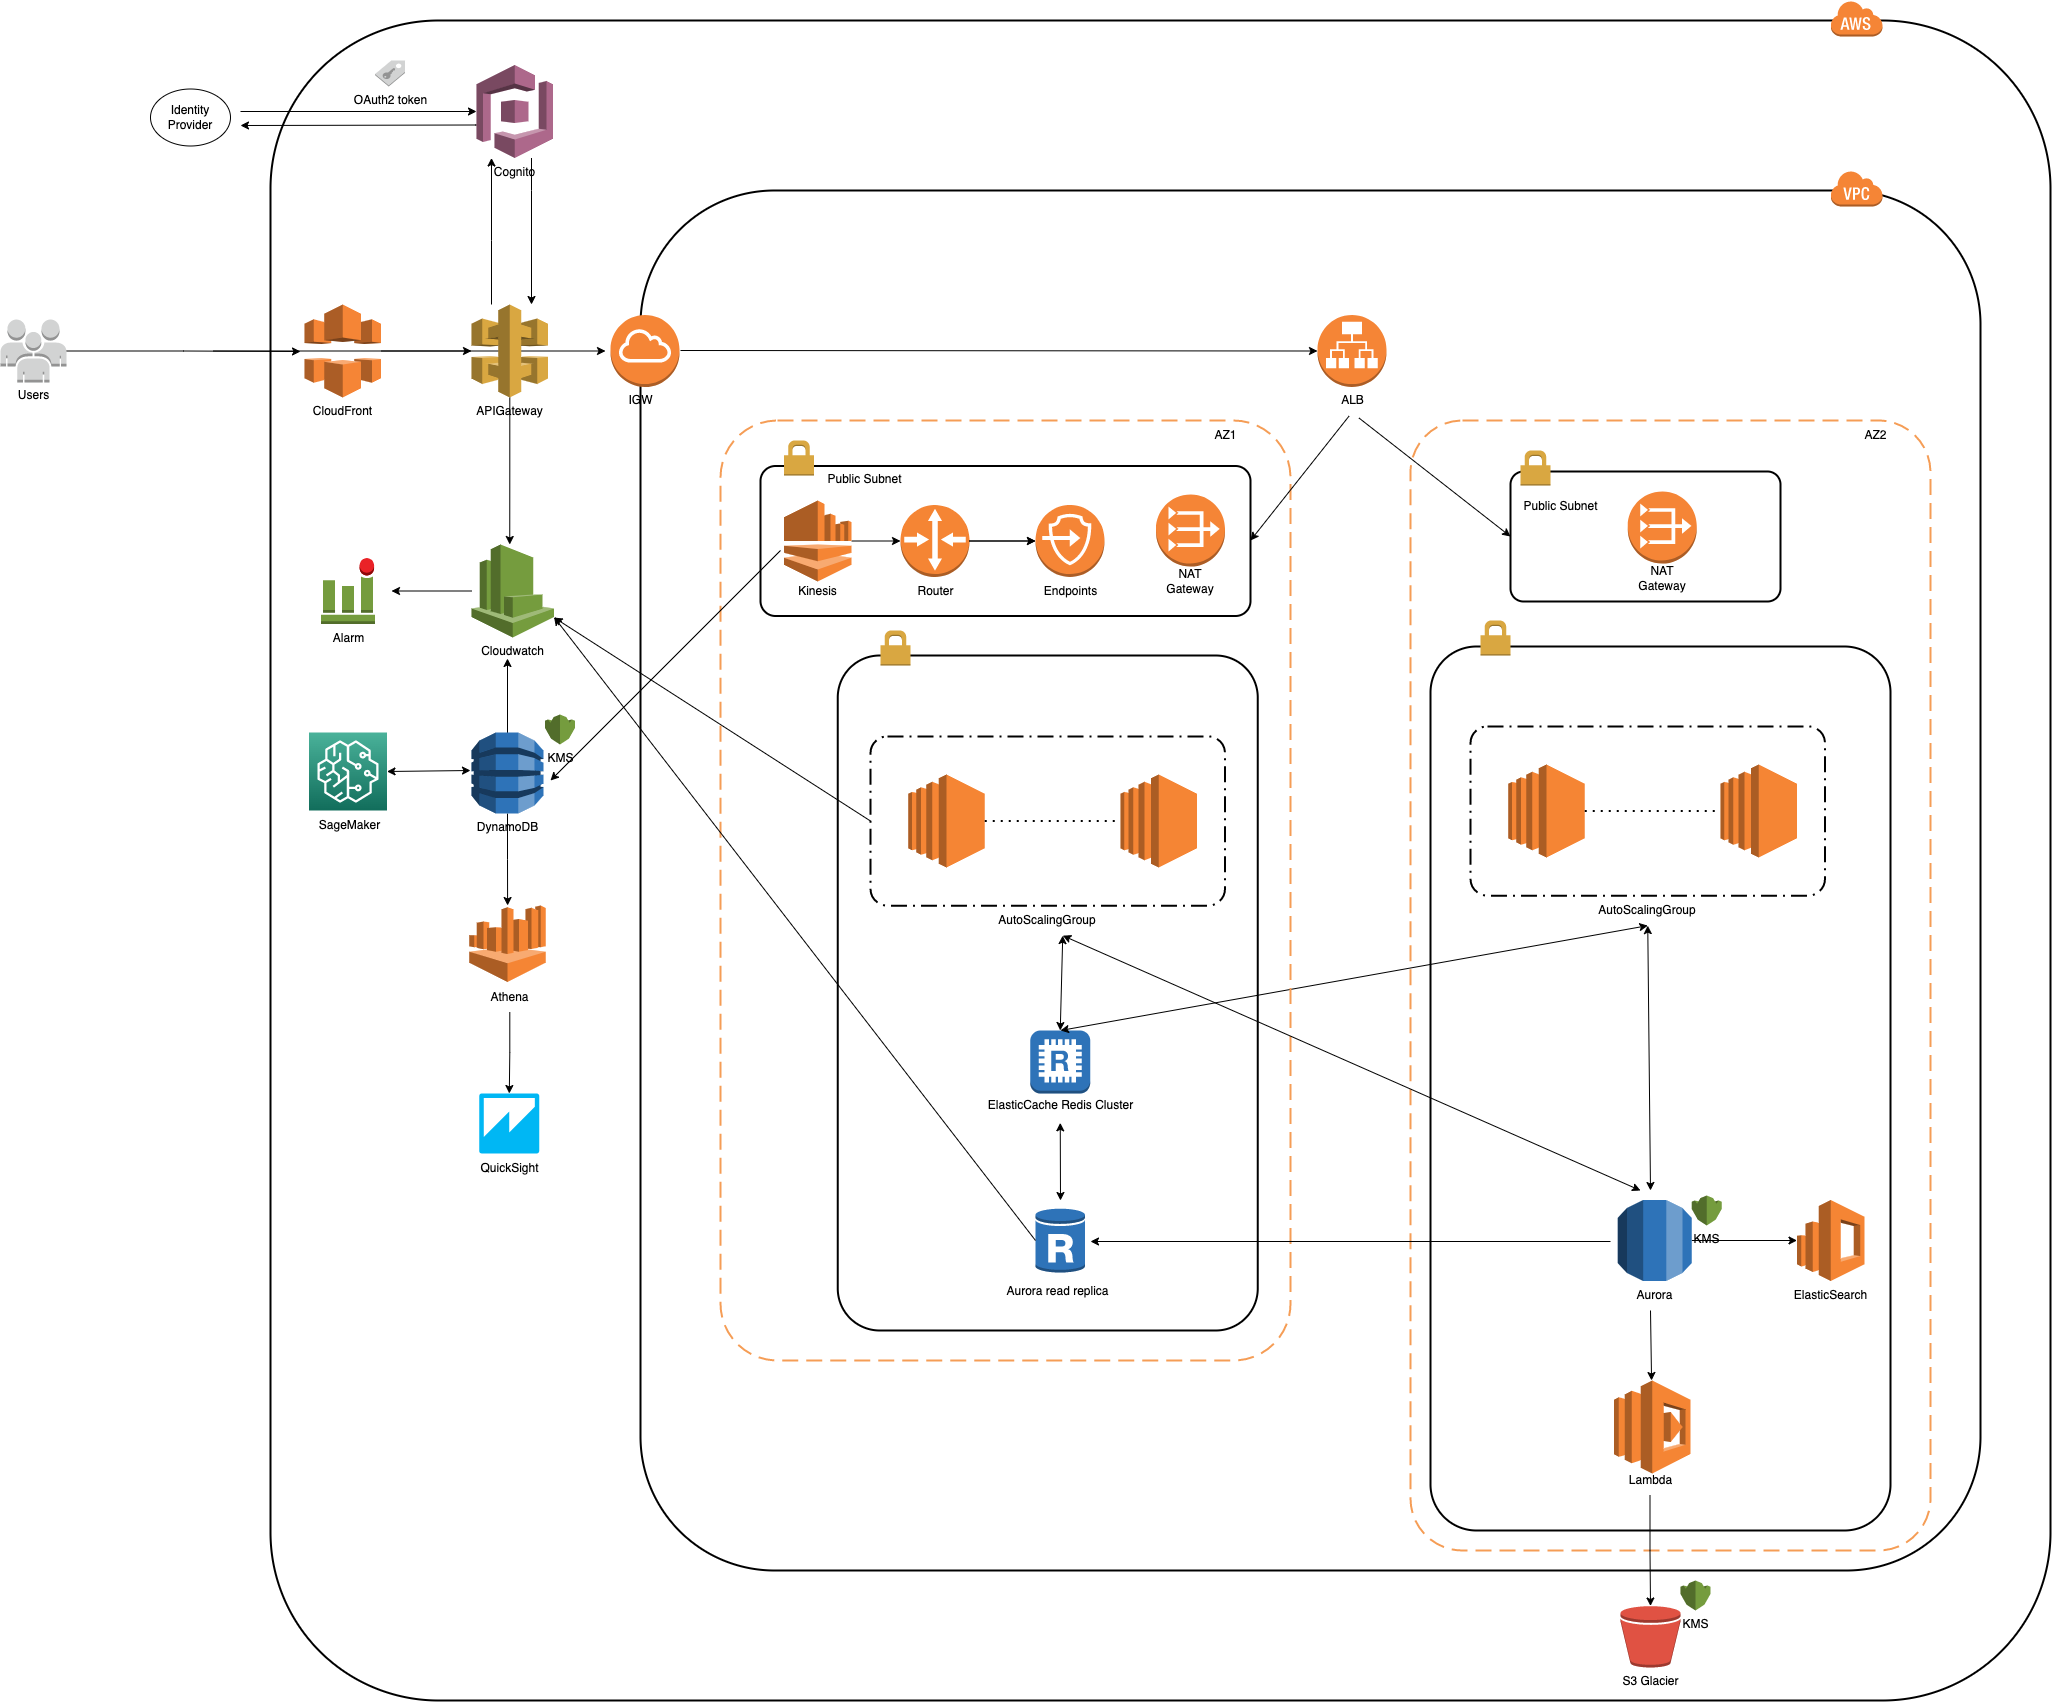 AWS
OAuth2 token
Identity
Provider
Cognito
VPC
Users
CloudFront
APIGateway
IGW
ALB
AZ1
AZ2
Public Subnet
Public Subnet
Kinesis
Router
Endpoints
NAT
Gateway
NAT
Gateway
Alarm
Cloudwatch
KMS
SageMaker
DynamoDB
AutoScalingGroup
AutoScalingGroup
Athena
R
ElasticCache Redis Cluster
QuickSight
R
Aurora read replica
KMS
Aurora
ElasticSearch
Lambda
KMS
S3 Glacier